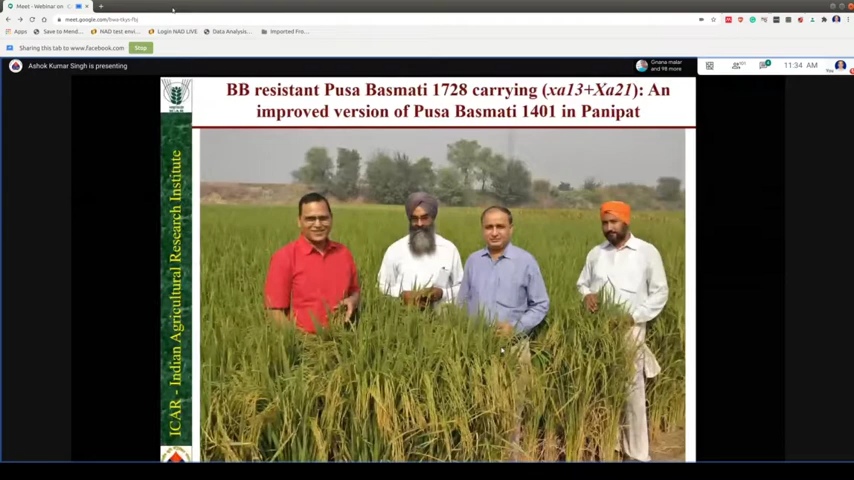 Meet - Webinar on
meet.google.com/hwa-tkyo-fbj
Apps
Save to Mend...
NAD test envi...
Login NAD LIVE
Data Analysis...
Imported Fro...
Sharing this tab to www.facebook.com
Stop
Ashok Kumar Singh is presenting
Gnana malar
and 98 more
11:34 AM
You
BB resistant Pusa Basmati 1728 carrying (xa13+Xa21): An
improved version of Pusa Basmati 1401 in Panipat
ICAR - Indian Agricultural Research Institute